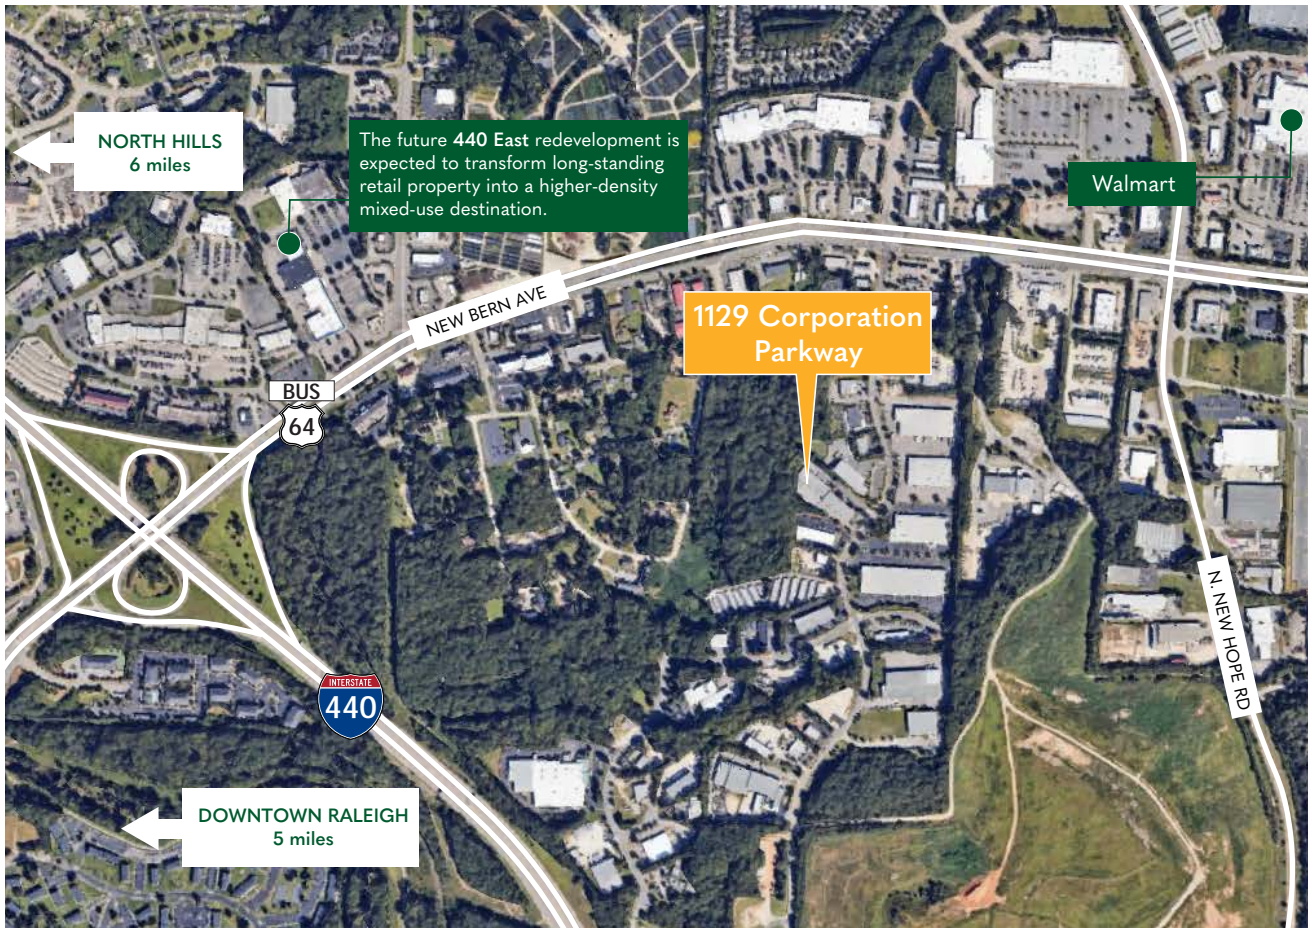 NORTH HILLS
6 miles
The future 440 East redevelopment is
expected to transform long-standing
retail property into a higher-density
mixed-use destination.
Walmart
NEW BERN AVE
1129 Corporation
Parkway
BUS
64
INTERSTATE
440
N. NEW HOPE RD
DOWNTOWN RALEIGH
5 miles